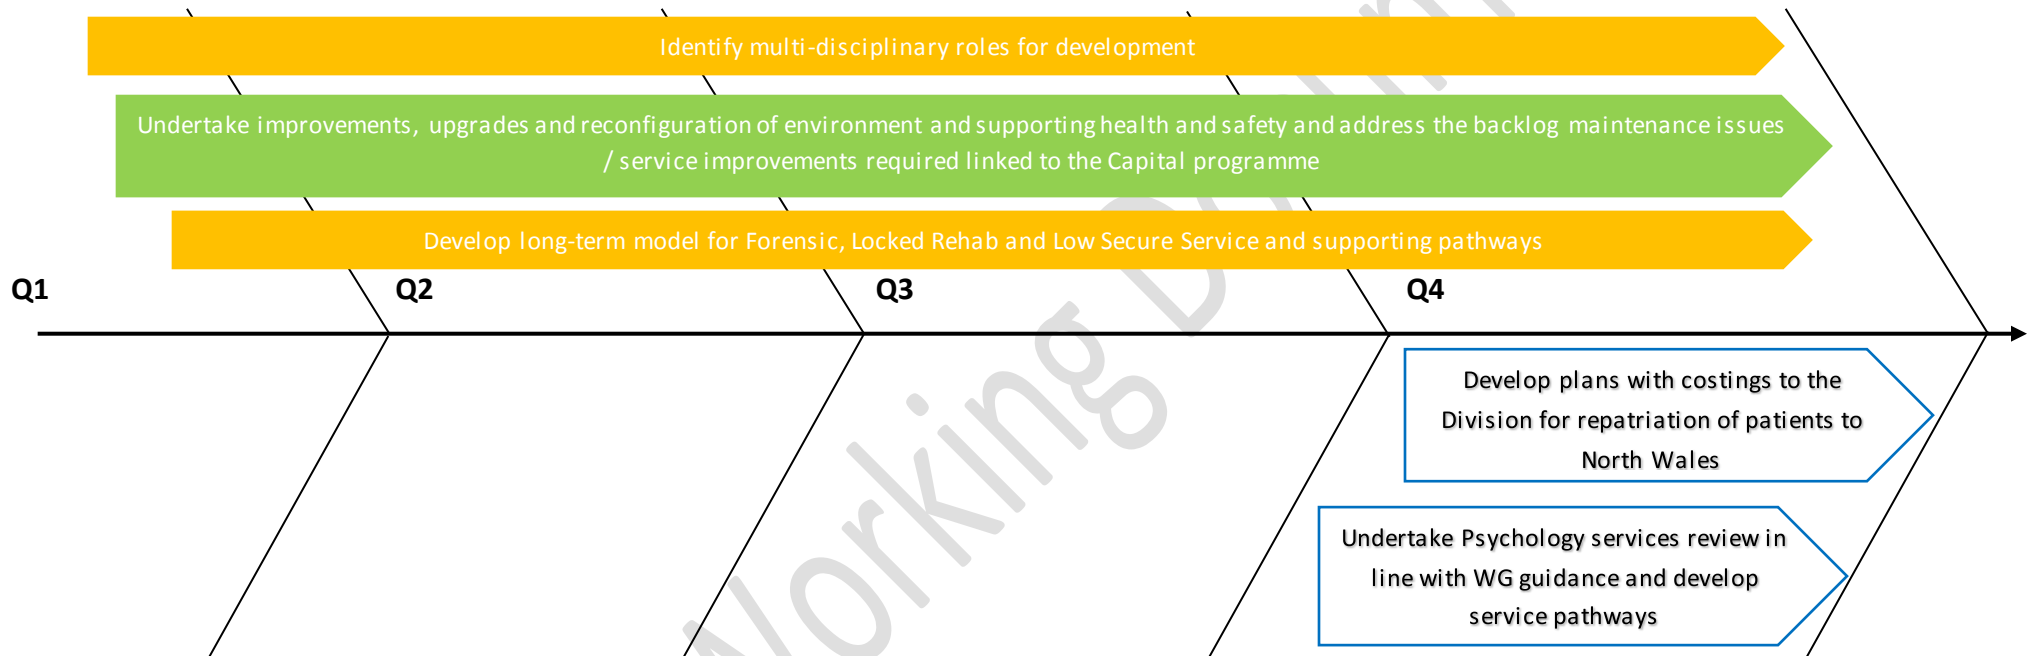 Identify multi-disciplinary roles for development
Undertake improvements, upgrades and reconfiguration of environment and supporting health and safety and address the backlog maintenance issues
/ service improvements required linked to the Capital programme
Develop long-term model for Forensic, Locked Rehab and Low Secure Service and supporting pathways
Q1
Q2
Q3
Q4
Develop plans with costings to the
Division for repatriation of patients to
North Wales
Undertake Psychology services review in
line with WG guidance and develop
service pathways
Working